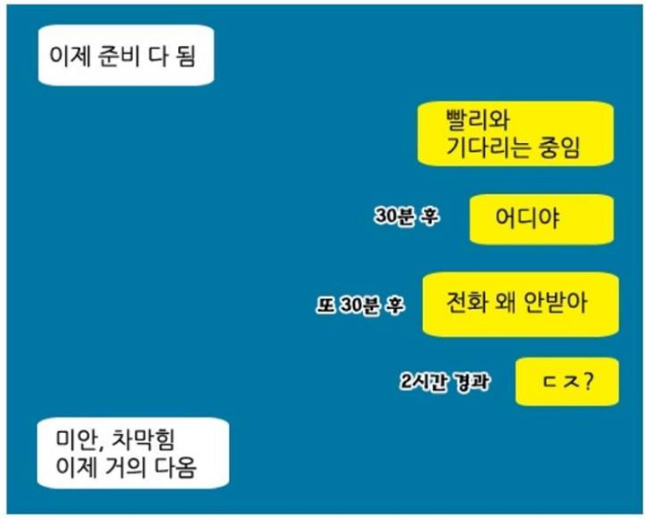 이제 준비 다 됨
빨리와
기다리는 중임
30분 후
어디야
또 30분 후
전화 왜 안받아
2시간 경과
ㄷㅈ?
미안, 차막힘
이제 거의 다옴